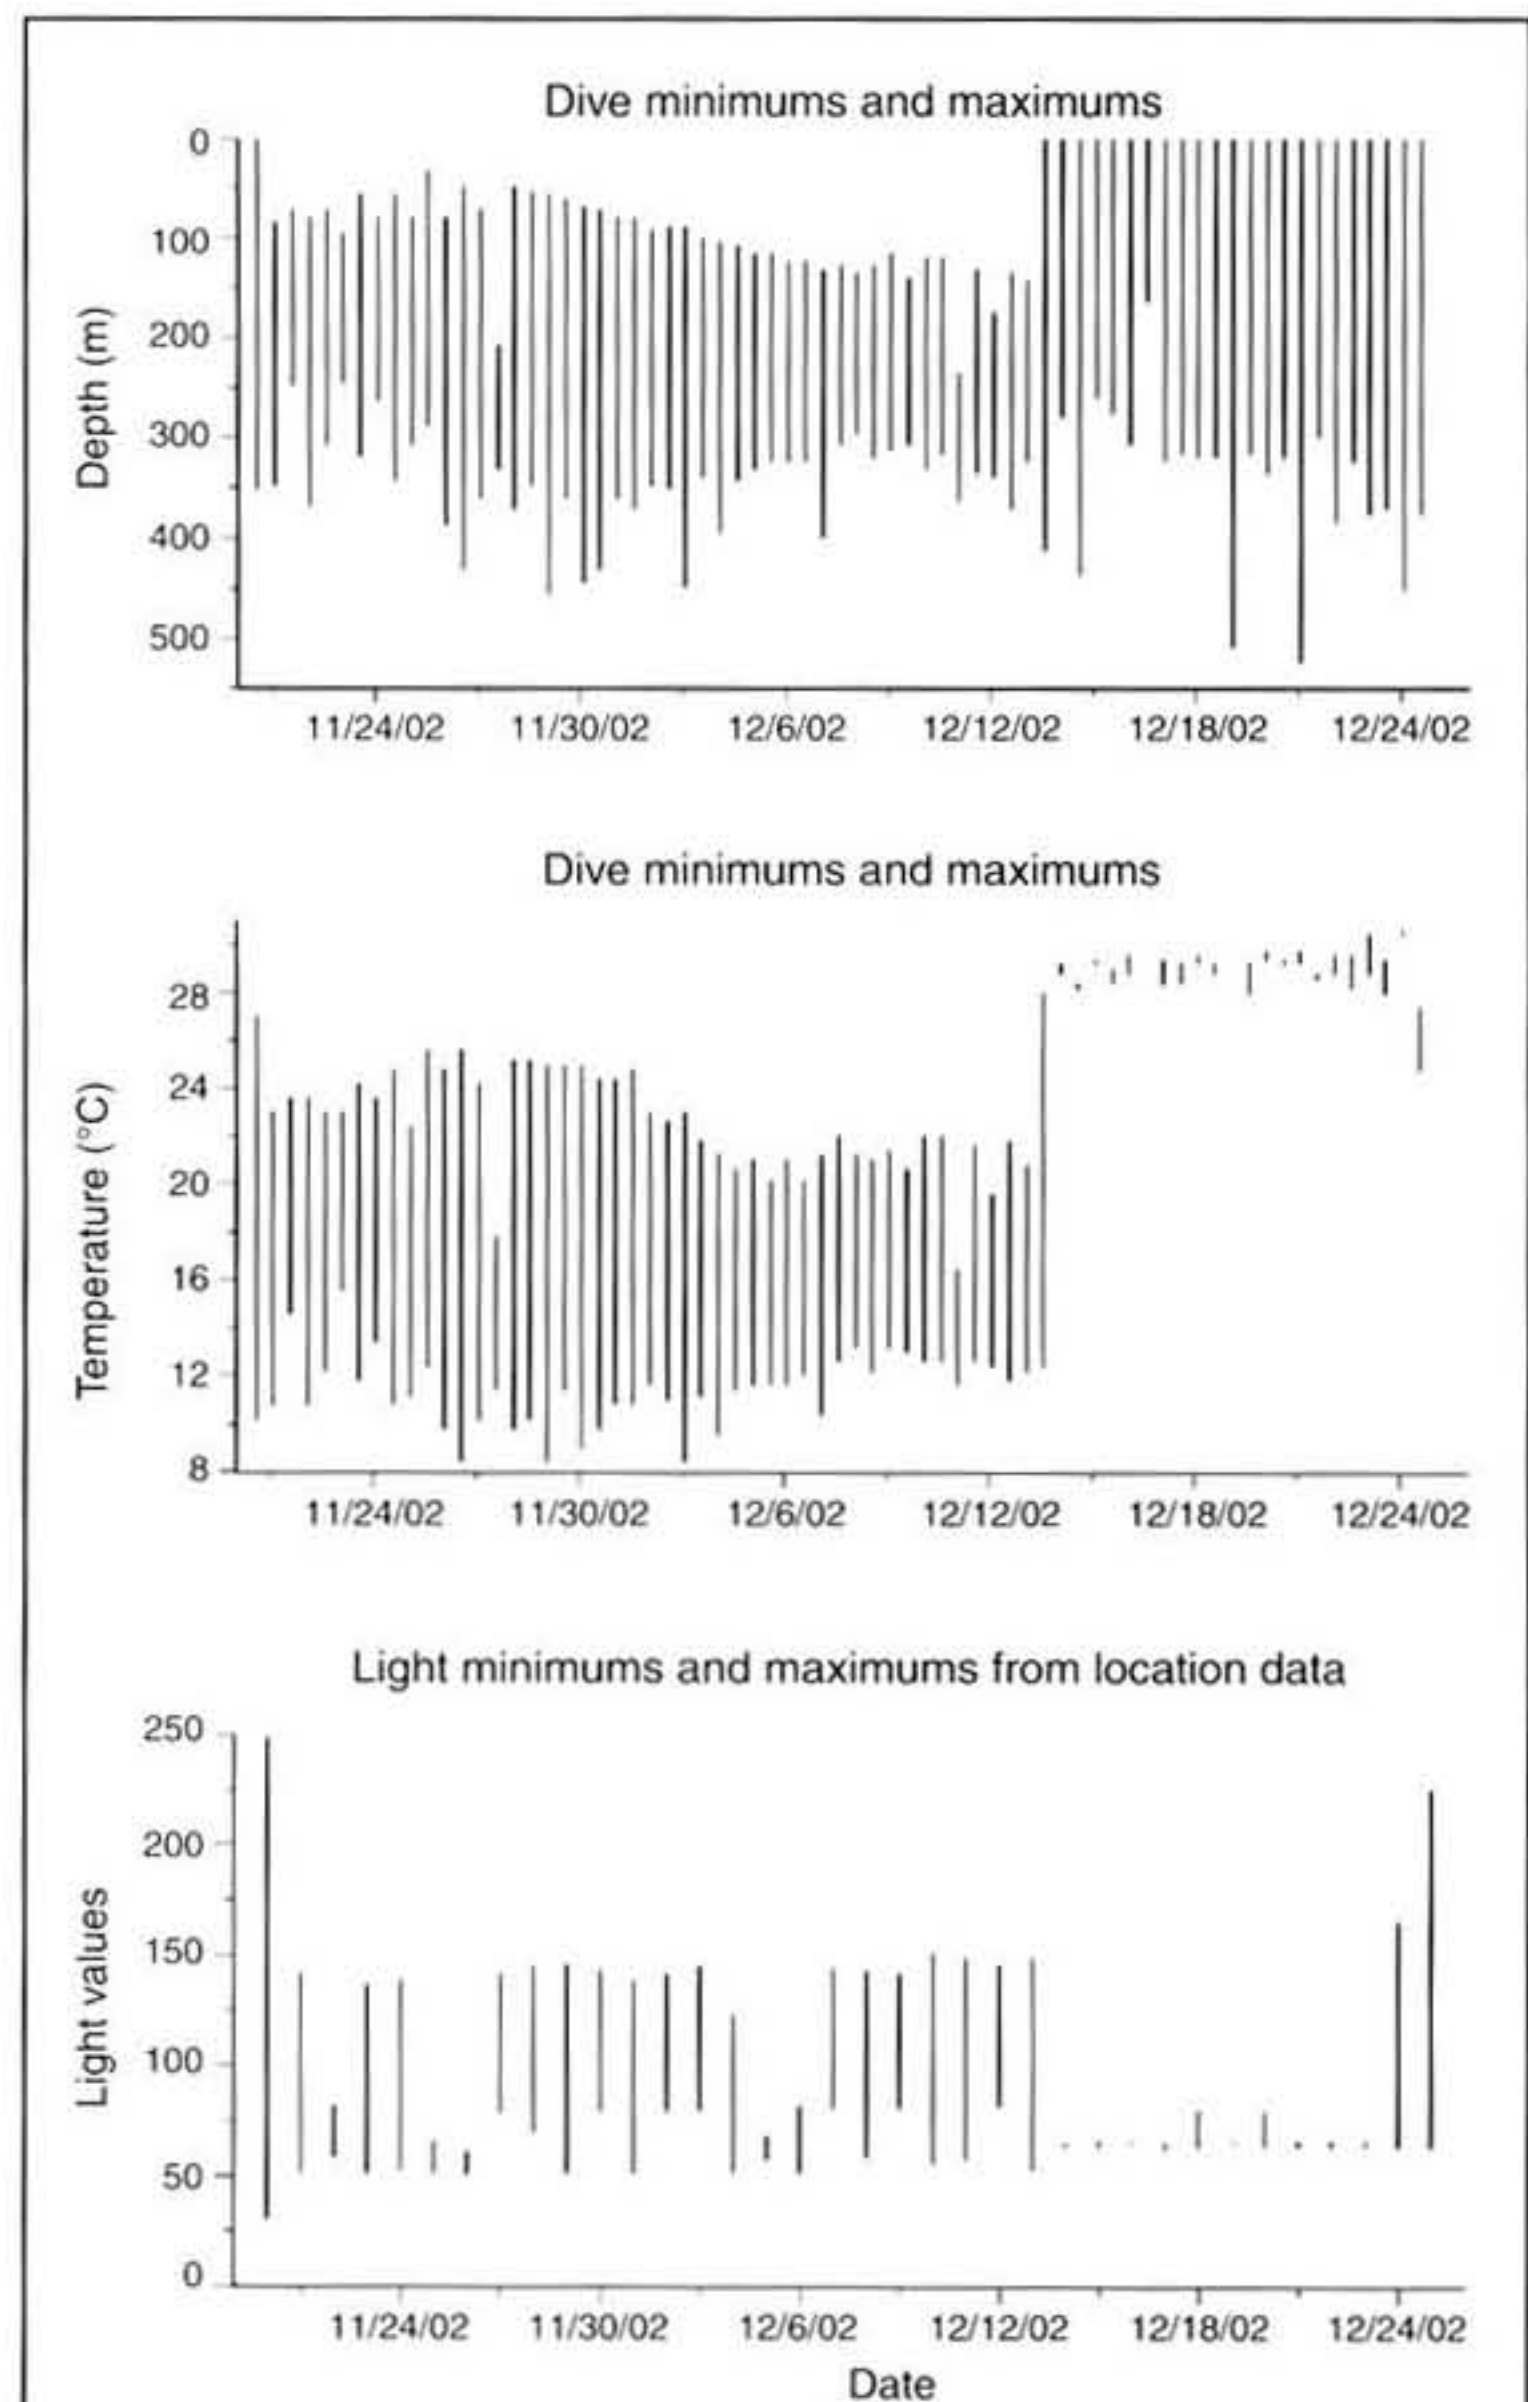 Dive minimums and maximums
0
100
200
300
400
500
Depth (m)
11/24/02 11/30/02 12/6/02 12/12/02 12/18/02 12/24/02
Dive minimums and maximums
28
24
20
16
12
8
Temperature (°C)
11/24/02 11/30/02 12/6/02 12/12/02 12/18/02 12/24/02
Light minimums and maximums from location data
250
200
150
100
50
0
Light values
11/24/02 11/30/02 12/6/02 12/12/02 12/18/02 12/24/02
Date